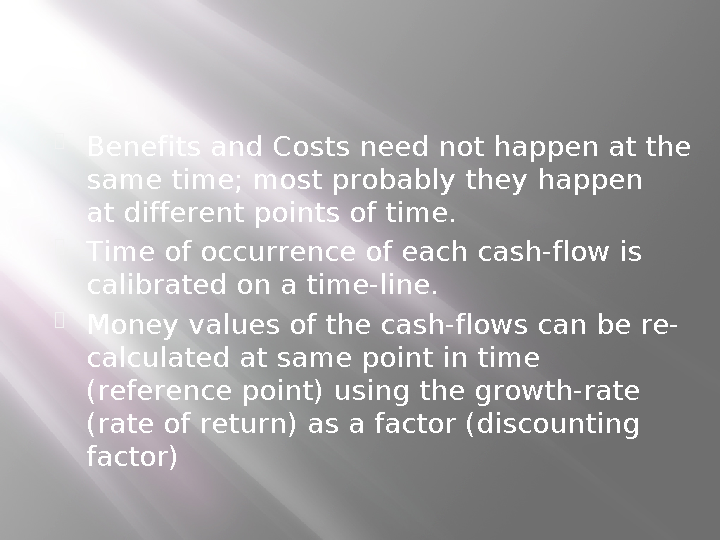 Benefits and Costs need not happen at the
same time; most probably they happen
at different points of time.
Time of occurrence of each cash-flow is
calibrated on a time-line.
Money values of the cash-flows can be re-
calculated at same point in time
(reference point) using the growth-rate
(rate of return) as a factor (discounting
factor)